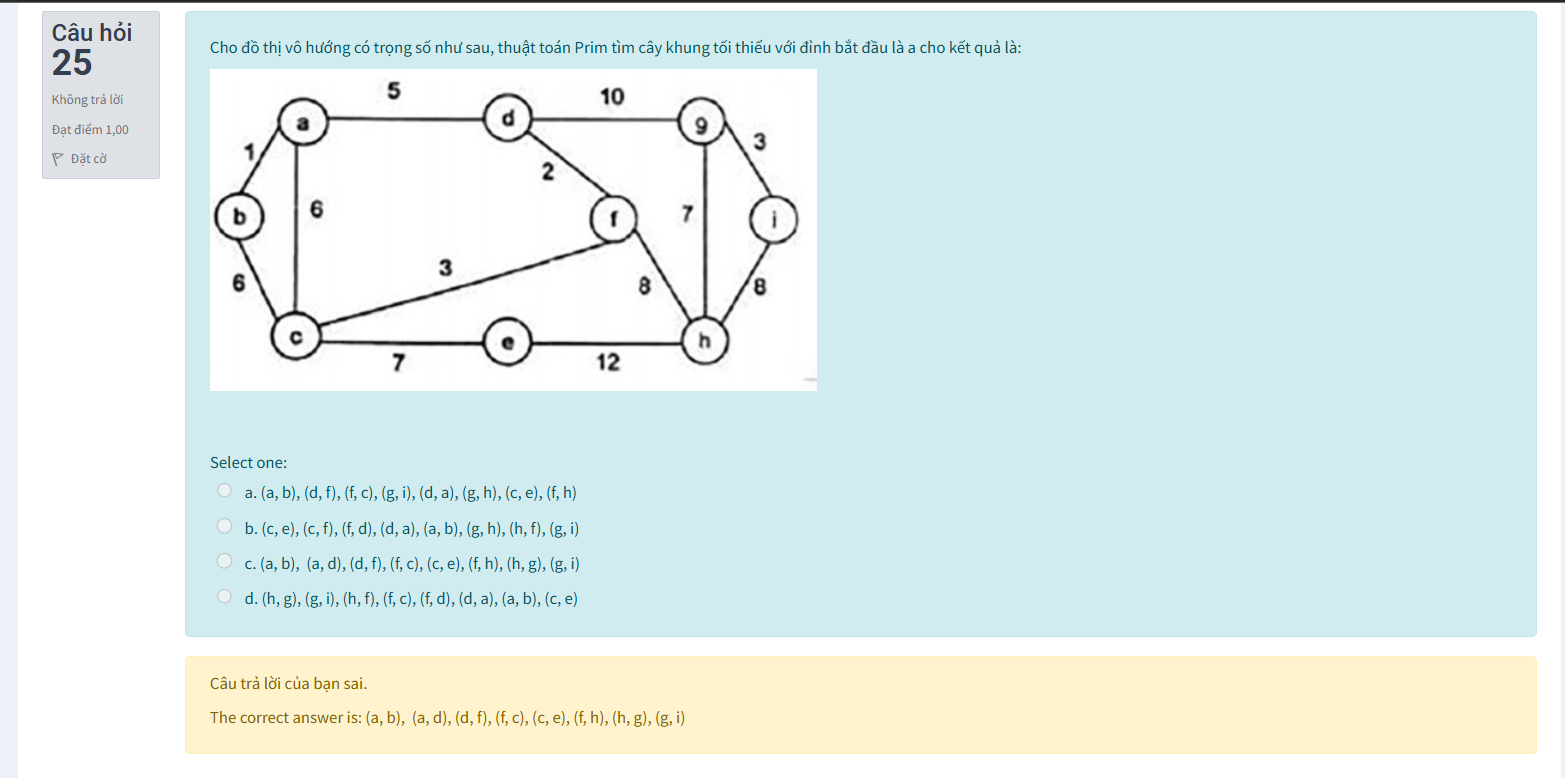 Câu hỏi
25
Không trả lời
Đạt điểm 1,00
Đặt cờ
Cho đồ thị vô hướng có trọng số như sau, thuật toán Prim tìm cây khung tối thiểu với đỉnh bắt đầu là a cho kết quả là:
5
10
a
d
g
1
3
2
b
6
f
7
i
3
6
8
8
c
e
h
7
12
Select one:
a. (a, b), (d, f), (f, c), (g, i), (d, a), (g, h), (c, e), (f, h)
b. (c, e), (c, f), (f, d), (d, a), (a, b), (g, h), (h, f), (g, i)
c. (a, b), (a, d), (d, f), (f, c), (c, e), (f, h), (h, g), (g, i)
d. (h, g), (g, i), (h, f), (f, c), (f, d), (d, a), (a, b), (c, e)
Câu trả lời của bạn sai.
The correct answer is: (a, b), (a, d), (d, f), (f, c), (c, e), (f, h), (h, g), (g, i)